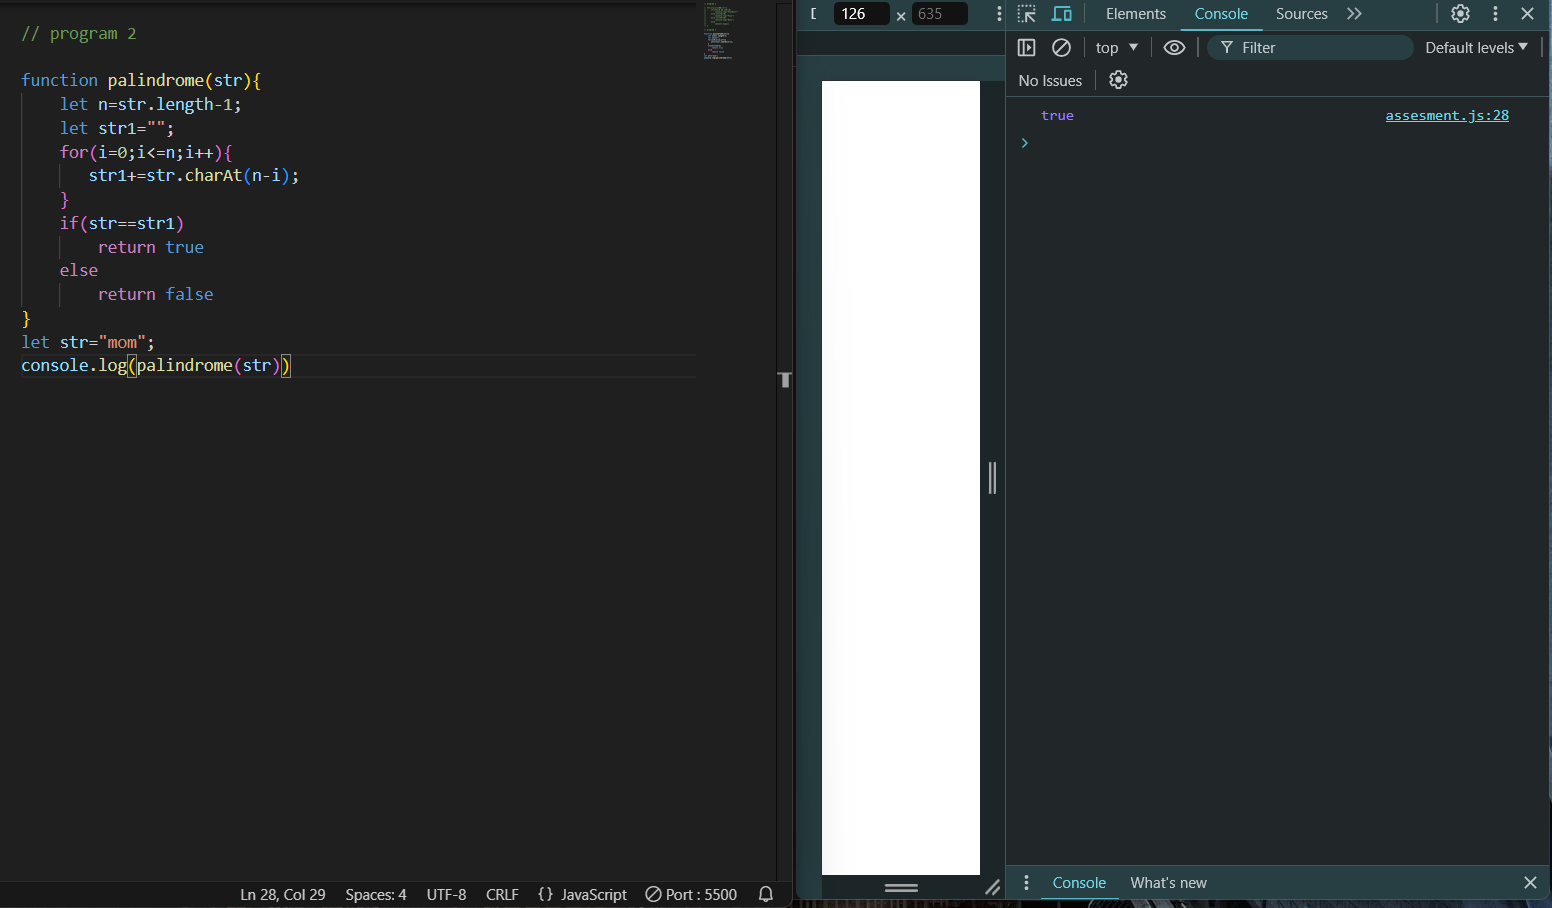 // program 2
function palindrome(str){
let n=str.length-1;
let str1="";
for(i=0;i<=n;i++){
str1+=str.charAt(n-i);
}
if(str==str1)
return true
else
return false
}
let str="mom";
console.log(palindrome(str))
Ln 28, Col 29 Spaces: 4 UTF-8 CRLF {} JavaScript Port : 5500
126 × 635
Elements Console Sources
top Filter Default levels
No Issues
true assesment.js:28
Console What's new